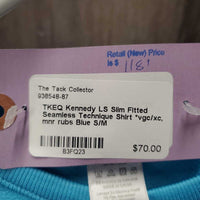 Retail (New) Price
is
118'
The Tack Collector
938548-87
TKEQ Kennedy LS Slim Fitted
Seamless Technique Shirt *vgc/xc,
mnr rubs Blue S/M
83FQ23
$70.00